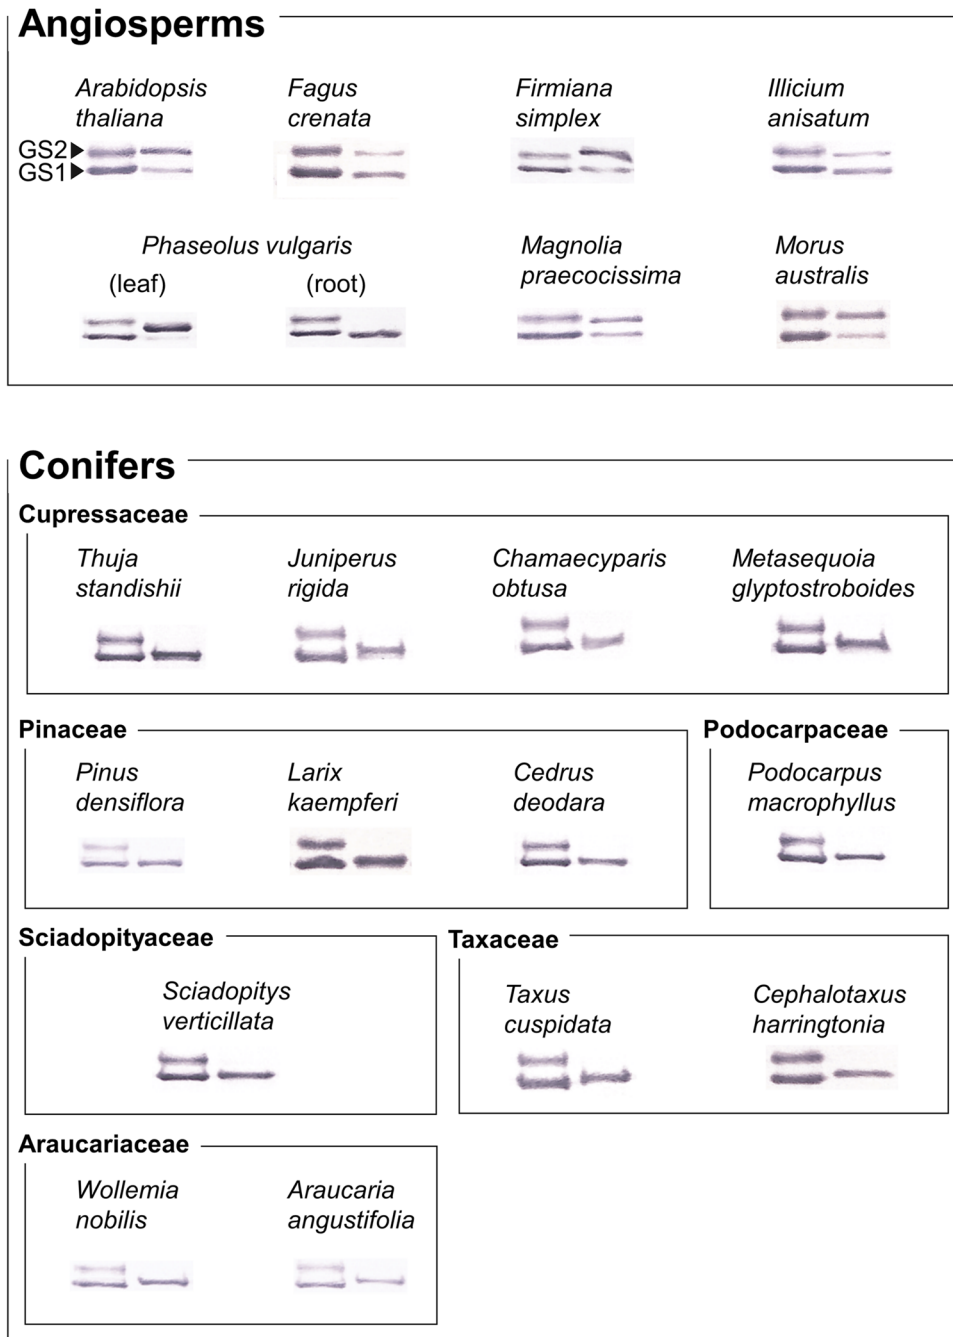 Angiosperms
Arabidopsis
thaliana
Fagus
crenata
Firmiana
simplex
Illicium
anisatum
GS2
GS1
Phaseolus vulgaris
(leaf)
(root)
Magnolia
praecocissima
Morus
australis
Conifers
Cupressaceae
Thuja
standishii
Juniperus
rigida
Chamaecyparis
obtusa
Metasequoia
glyptostroboides
Pinaceae
Podocarpaceae
Pinus
densiflora
Larix
kaempferi
Cedrus
deodara
Podocarpus
macrophyllus
Sciadopityaceae
Taxaceae
Sciadopitys
verticillata
Taxus
cuspidata
Cephalotaxus
harringtonia
Araucariaceae
Wollemia
nobilis
Araucaria
angustifolia